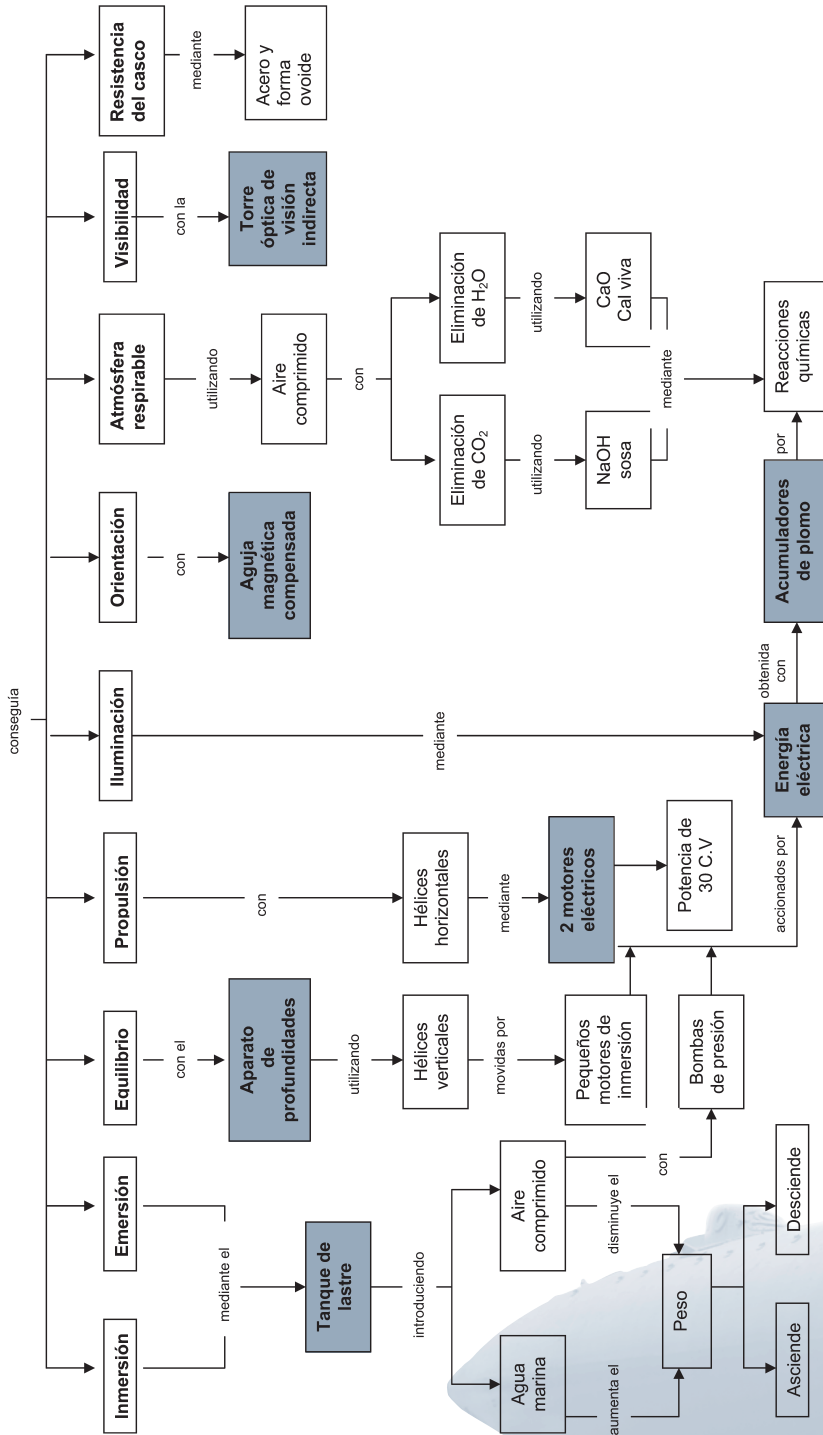 conseguía
Inmersión
Emersión
Equilibrio
Propulsión
Iluminación
Orientación
Atmósfera
respirable
Visibilidad
Resistencia
del casco
mediante el
con el
con
mediante
con
utilizando
con la
mediante
Tanque de
lastre
Aparato
de
profundidades
Aguja
magnética
compensada
Aire
comprimido
Torre
óptica de
visión
indirecta
Acero y
forma
ovoide
introduciendo
utilizando
con
Hélices
verticales
Hélices
horizontales
Eliminación
de CO₂
Eliminación
de H₂O
movidas por
mediante
utilizando
utilizando
Agua
marina
Aire
comprimido
Pequeños
motores de
inmersión
2 motores
eléctricos
NaOH
sosa
CaO
Cal viva
aumenta el
disminuye el
con
mediante
Peso
Bombas
de presión
Potencia de
30 C.V
accionados por
Energía
eléctrica
obtenida
con
Acumuladores
de plomo
por
Reacciones
químicas
Asciende
Desciende